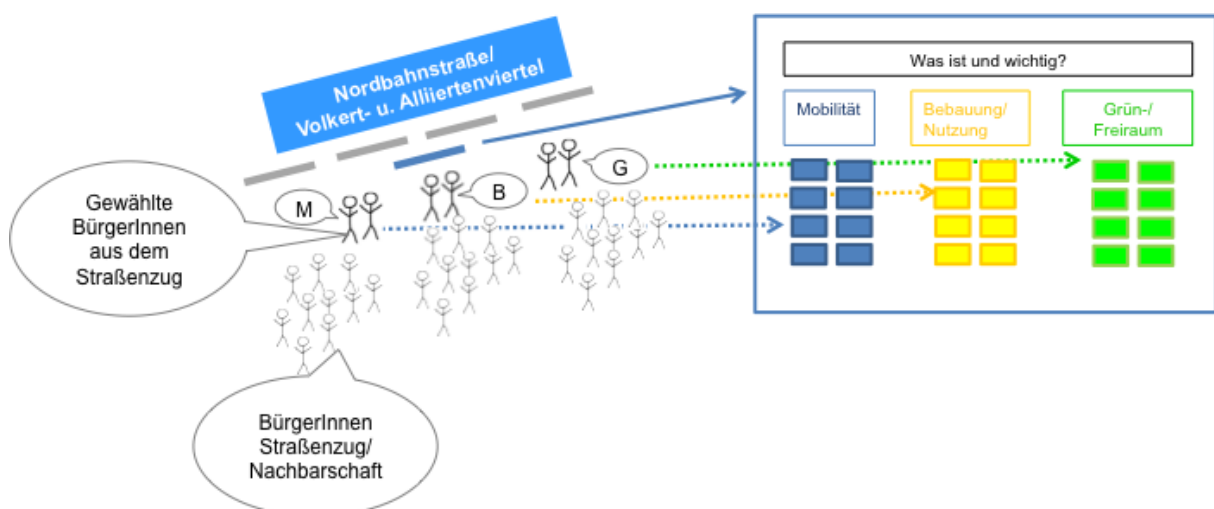 Nordbahnstraße/
Volkert- u. Alliiertenviertel
Gewählte
BürgerInnen
aus dem
Straßenzug
M
B
G
BürgerInnen
Straßenzug/
Nachbarschaft
Was ist und wichtig?
Mobilität
Bebauung/
Nutzung
Grün-/
Freiraum